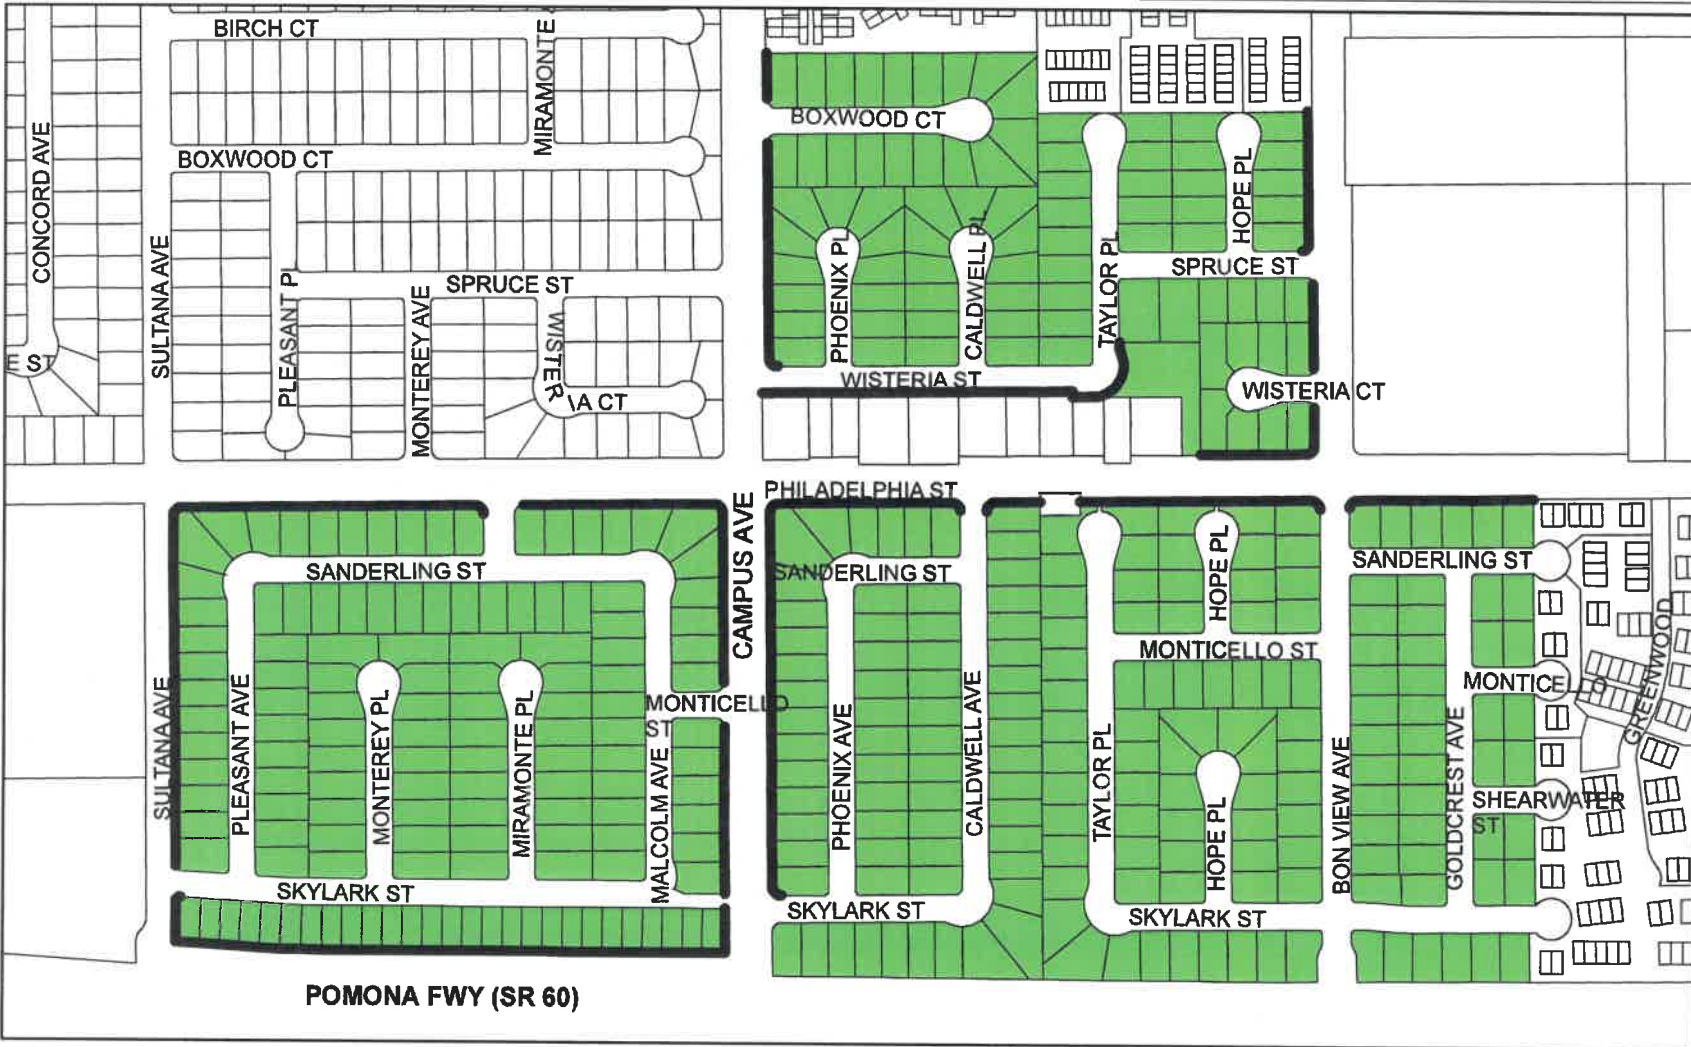 BIRCH CT
MIRAMONTE
CONCORD AVE
BOXWOOD CT
BOXWOOD CT
HOPE PL
SULTANA AVE
PLEASANT PL
SPRUCE ST
MONTEREY AVE
WISTER
IA CT
PHOENIX PL
CALDWELL PL
TAYLOR PL
SPRUCE ST
E ST
WISTERIA ST
WISTERIA CT
PHILADELPHIA ST
CAMPUS AVE
SANDERLING ST
SANDERLING ST
HOPE PL
SANDERLING ST
MONTICELLO ST
GREENWOOD
SULTANA AVE
PLEASANT AVE
MONTEREY PL
MIRAMONTE PL
MONTICELLO
ST
MALCOLM AVE
PHOENIX AVE
CALDWELL AVE
TAYLOR PL
HOPE PL
BON VIEW AVE
GOLDCREST AVE
MONTICELLO
SHEARWATER
ST
SKYLARK ST
SKYLARK ST
SKYLARK ST
POMONA FWY (SR 60)